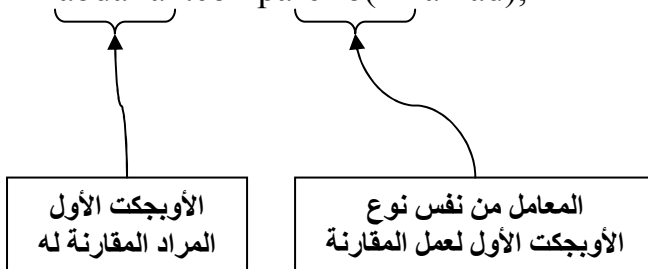 الأوبجكت الأول
المراد المقارنة له
المعامل من نفس نوع
الأوبجكت الأول لعمل المقارنة